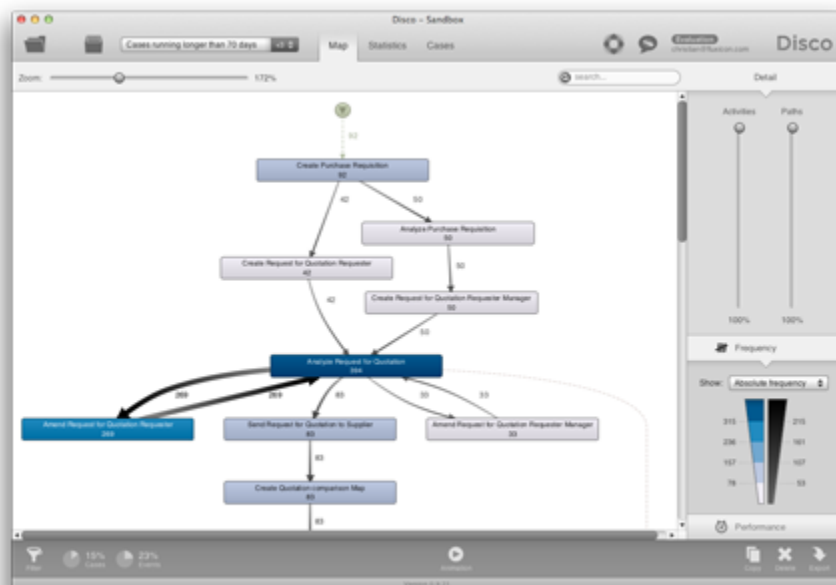 Disco - Sandbox
Cases running longer than 70 days
Map
Statistics
Cases
Evaluation
Disco
Zoom:
172%
search...
Detail
92
Create Purchase Requisition
92
42
50
Analyze Purchase Requisition
50
Create Request for Quotation Requester
42
50
Create Request for Quotation Requester Manager
50
42
50
Analyze Request for Quotation
394
269
269
83
33
33
Amend Request for Quotation Requester
269
Send Request for Quotation to Supplier
83
Amend Request for Quotation Requester Manager
33
83
Create Quotation comparison Map
83
83
Activities
Paths
100%
100%
Frequency
Show:
Absolute frequency
315
236
157
78
215
161
107
53
Performance
Filter
15%
Cases
23%
Events
Animation
Copy
Delete
Export